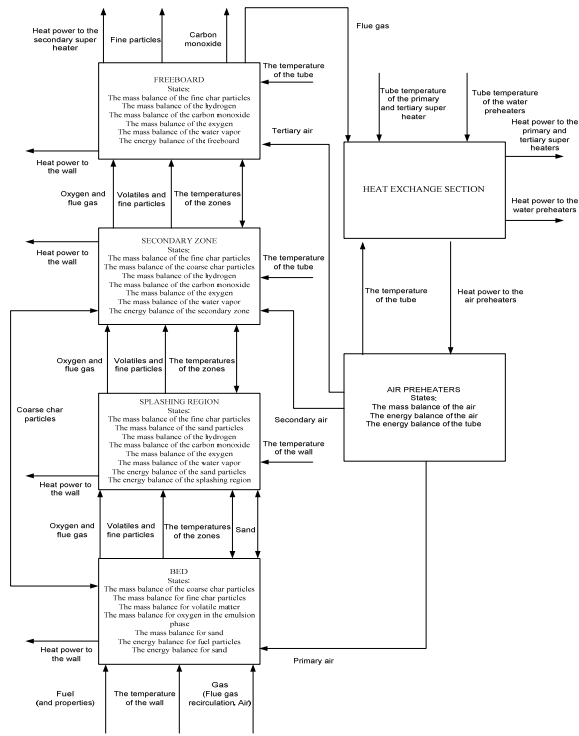 Heat power to the
secondary super
heater
Fine particles
Carbon
monoxide
Flue gas
FREEBOARD
States:
The mass balance of the fine char particles
The mass balance of the hydrogen
The mass balance of the carbon monoxide
The mass balance of the oxygen
The mass balance of the water vapor
The energy balance of the freeboard
The temperature
of the tube
Tertiary air
Heat power to
the wall
Tube temperature
of the primary
and tertiary super
heater
Tube temperature
of the water
preheaters
Heat power to the
primary and
tertiary super
heaters
HEAT EXCHANGE SECTION
Heat power to the
water preheaters
Oxygen and
flue gas
Volatiles and
fine particles
The temperatures
of the zones
SECONDARY ZONE
States:
The mass balance of the fine char particles
The mass balance of the coarse char particles
The mass balance of the hydrogen
The mass balance of the carbon monoxide
The mass balance of the oxygen
The mass balance of the water vapor
The energy balance of the secondary zone
Heat power to
the wall
The temperature
of the tube
The temperature
of the tube
Heat power to the
air preheaters
Oxygen and
flue gas
Volatiles and
fine particles
The temperatures
of the zones
Coarse char
particles
Secondary air
AIR PREHEATERS
States:
The mass balance of the air
The energy balance of the air
The energy balance of the tube
SPLASHING REGION
States:
The mass balance of the fine char particles
The mass balance of the sand particles
The mass balance of the hydrogen
The mass balance of the carbon monoxide
The mass balance of the oxygen
The mass balance of the water vapor
The energy balance of the sand particles
The energy balance of the splashing region
The temperature
of the wall
Heat power to
the wall
Oxygen and
flue gas
Volatiles and
fine particles
The temperatures
of the zones
Sand
BED
States:
The mass balance of the coarse char particles
The mass balance for fine char particles
The mass balance for volatile matter
The mass balance for oxygen in the emulsion
phase
The mass balance for sand
The energy balance for fuel particles
The energy balance for sand
Heat power to
the wall
Primary air
Fuel
(and properties)
The temperature
of the wall
Gas
(Flue gas
recirculation, Air)